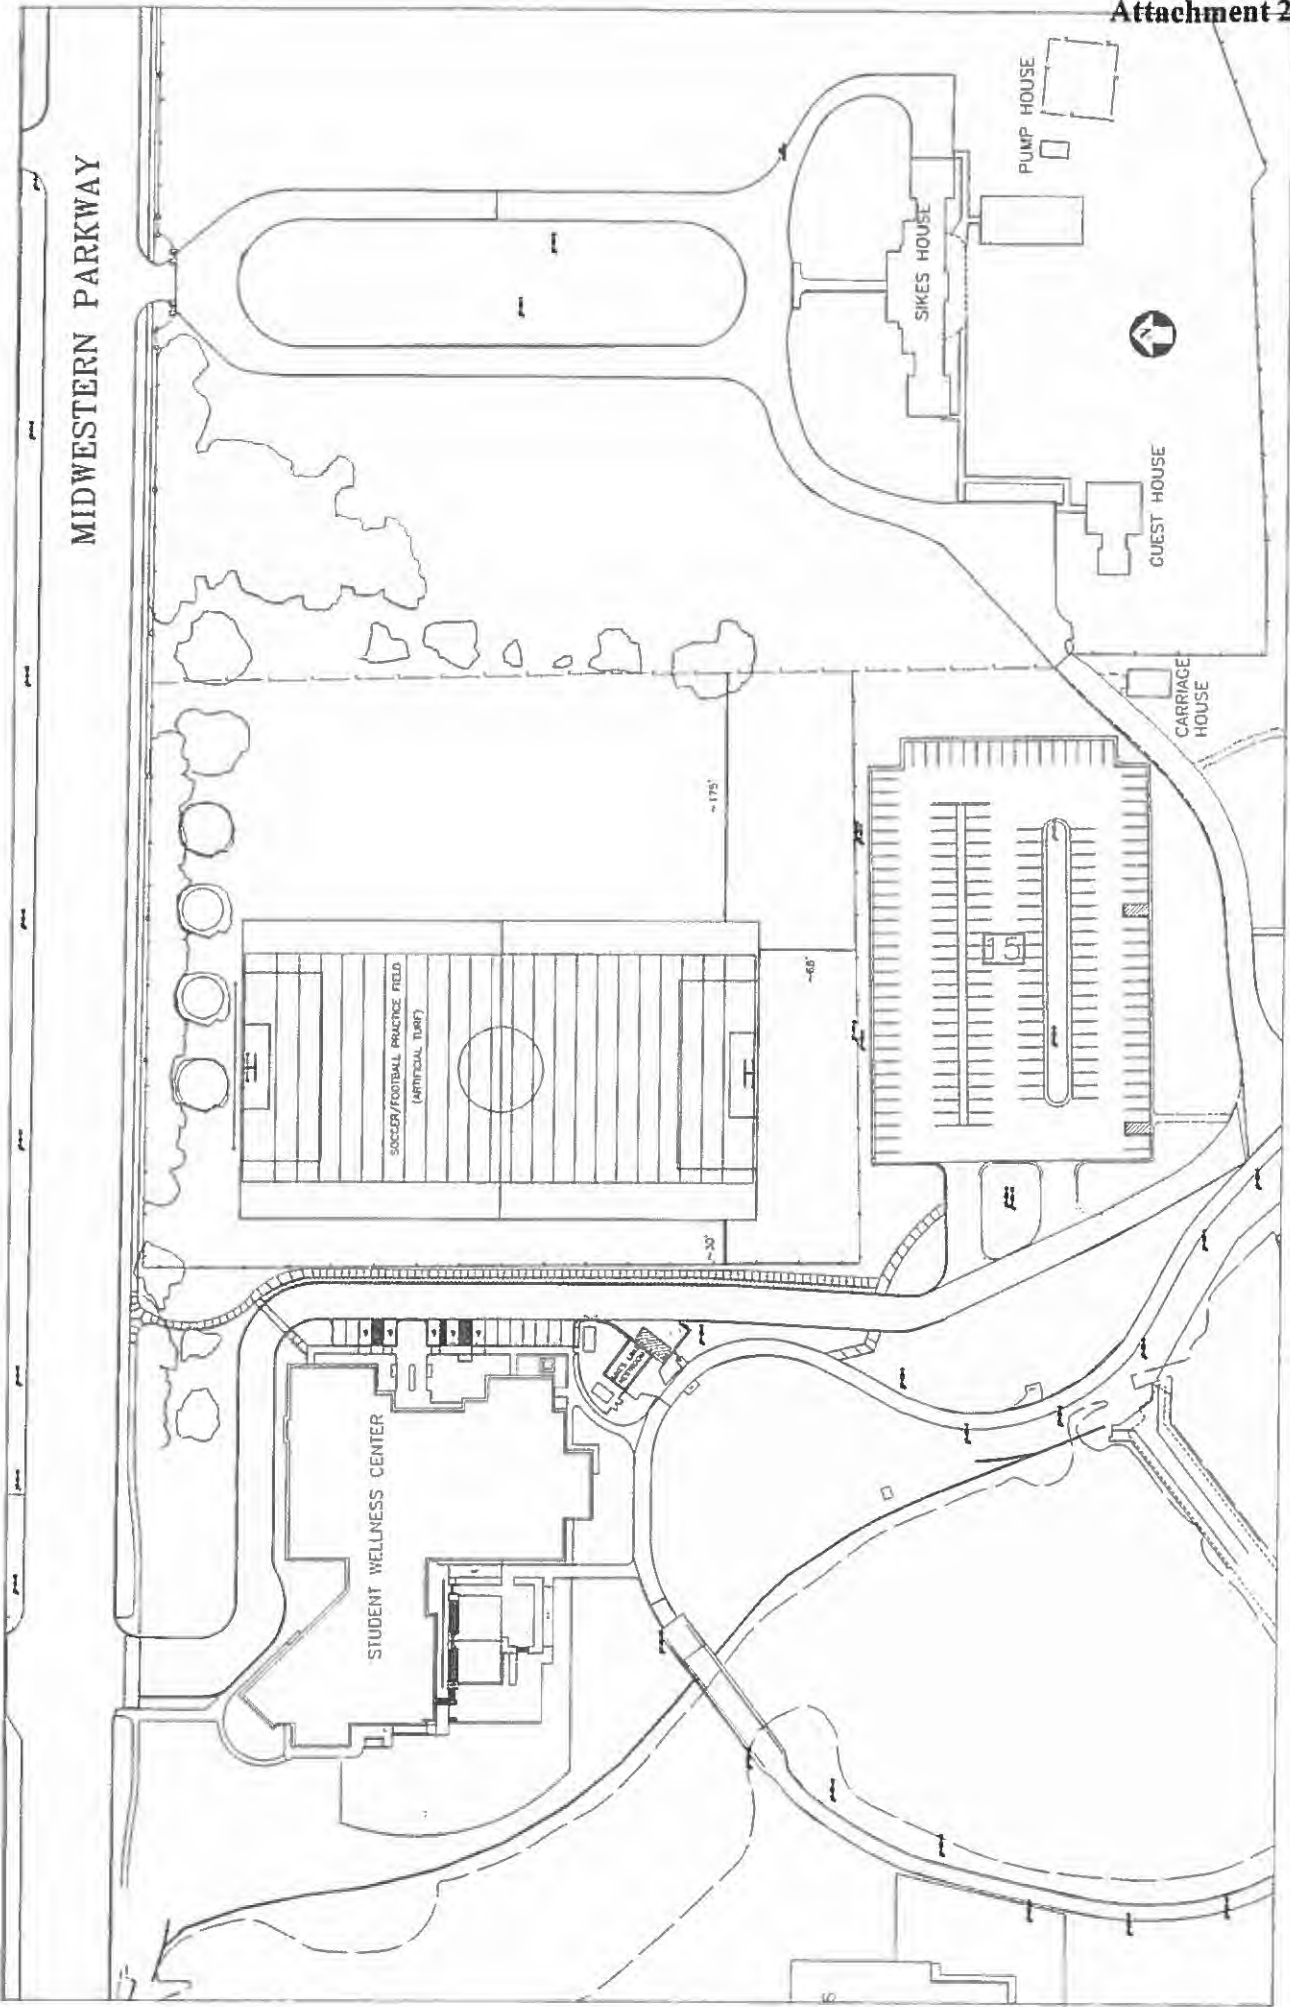 Attachment 2
MIDWESTERN PARKWAY
PUMP HOUSE
SIKES HOUSE
N
GUEST HOUSE
CARRIAGE
HOUSE
~175'
15
~68'
SOCCER/FOOTBALL PRACTICE FIELD
(ARTIFICIAL TURF)
~30'
STUDENT WELLNESS CENTER